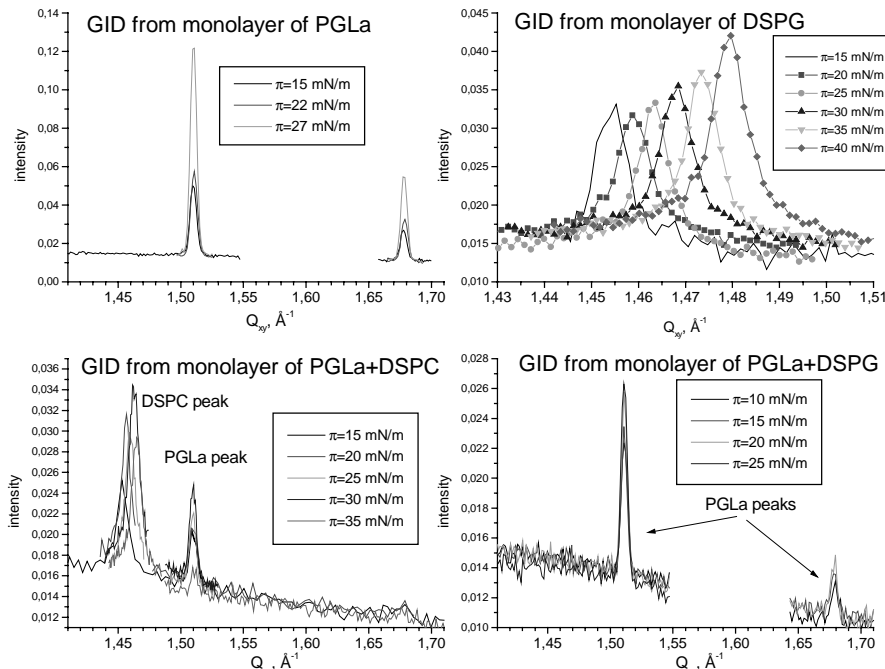 GID from monolayer of PGLa
0,14
0,12
0,10
0,08
0,06
0,04
0,02
0,00
intensity
π=15 mN/m
π=22 mN/m
π=27 mN/m
1,45 1,50 1,55 1,60 1,65 1,70
Qxy, Å-1
GID from monolayer of DSPG
0,045
0,040
0,035
0,030
0,025
0,020
0,015
0,010
intensity
π=15 mN/m
π=20 mN/m
π=25 mN/m
π=30 mN/m
π=35 mN/m
π=40 mN/m
1,43 1,44 1,45 1,46 1,47 1,48 1,49 1,50 1,51
Qxy, Å-1
GID from monolayer of PGLa+DSPC
0,036
0,034
0,032
0,030
0,028
0,026
0,024
0,022
0,020
0,018
0,016
0,014
0,012
intensity
DSPC peak
PGLa peak
π=15 mN/m
π=20 mN/m
π=25 mN/m
π=30 mN/m
π=35 mN/m
1,45 1,50 1,55 1,60 1,65 1,70
Q , Å-1
GID from monolayer of PGLa+DSPG
0,028
0,026
0,024
0,022
0,020
0,018
0,016
0,014
0,012
0,010
intensity
π=10 mN/m
π=15 mN/m
π=20 mN/m
π=25 mN/m
PGLa peaks
1,45 1,50 1,55 1,60 1,65 1,70
Q , Å-1